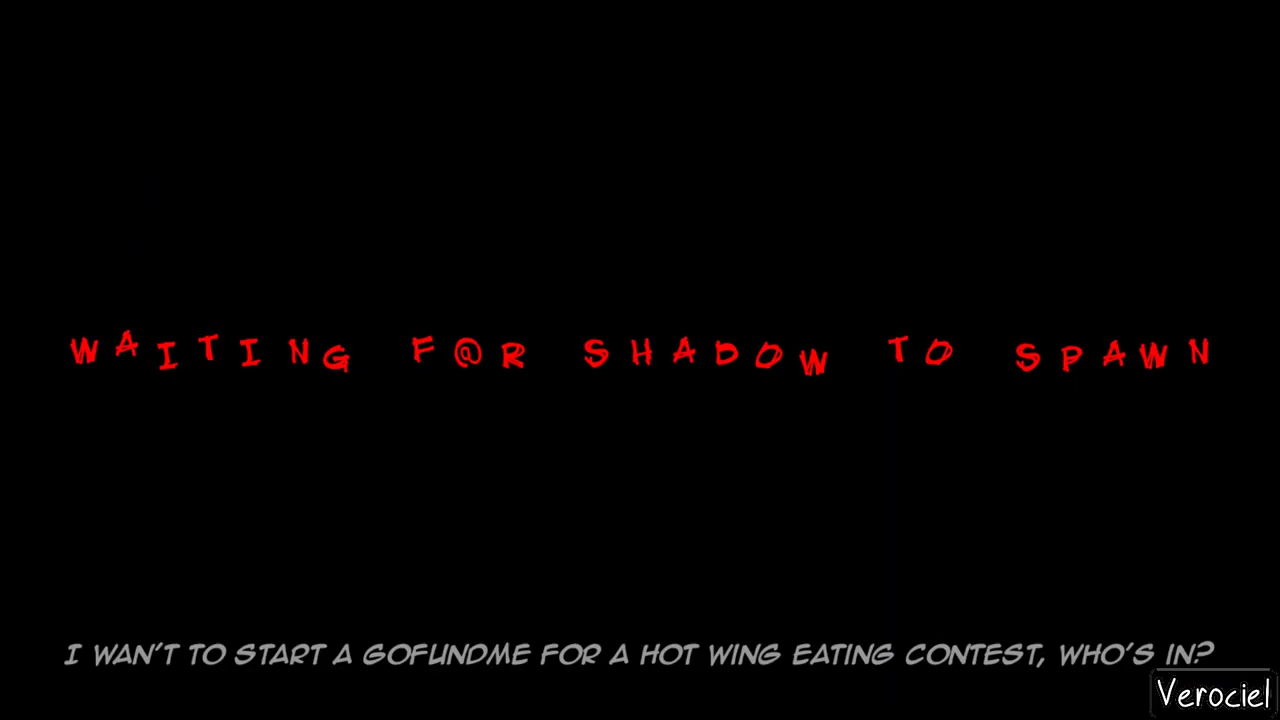 WAITING F@R SHADOW TO SPAWN
I WAN'T TO START A GOFUNDME FOR A HOT WING EATING CONTEST, WHO'S IN?
Verociel